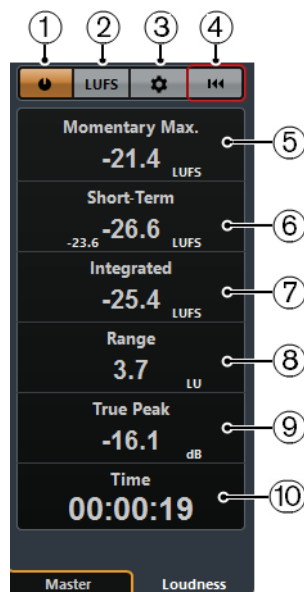 ① ② ③ ④
LUFS
Momentary Max.
-21.4 LUFS
⑤
Short-Term
-23.6 -26.6 LUFS
⑥
Integrated
-25.4 LUFS
⑦
Range
3.7 LU
⑧
True Peak
-16.1 dB
⑨
Time
00:00:19
⑩
Master Loudness